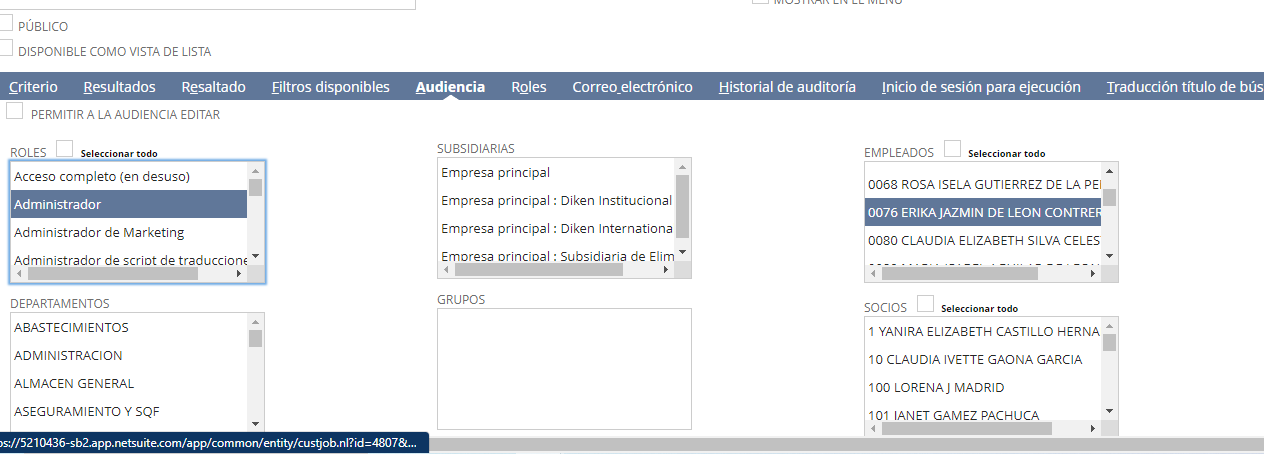 MOSTRAR EN EL MENÚ
PÚBLICO
DISPONIBLE COMO VISTA DE LISTA
Criterio Resultados Resaltado Filtros disponibles Audiencia Roles Correo electrónico Historial de auditoría Inicio de sesión para ejecución Traducción título de bús
PERMITIR A LA AUDIENCIA EDITAR
ROLES Seleccionar todo
Acceso completo (en desuso)
Administrador
Administrador de Marketing
Administrador de script de traduccione
SUBSIDIARIAS
Empresa principal
Empresa principal : Diken Institucional
Empresa principal : Diken Internationa
Empresa principal : Subsidiaria de Elim
EMPLEADOS Seleccionar todo
0068 ROSA ISELA GUTIERREZ DE LA PE
0076 ERIKA JAZMIN DE LEON CONTRER
0080 CLAUDIA ELIZABETH SILVA CELES
DEPARTAMENTOS
ABASTECIMIENTOS
ADMINISTRACION
ALMACEN GENERAL
ASEGURAMIENTO Y SQF
GRUPOS
SOCIOS Seleccionar todo
1 YANIRA ELIZABETH CASTILLO HERNA
10 CLAUDIA IVETTE GAONA GARCIA
100 LORENA J MADRID
101 JANET GAMEZ PACHUCA
ps://5210436-sb2.app.netsuite.com/app/common/entity/custjob.nl?id=4807&...